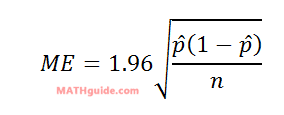 ME = 1.96 √(p̂(1 − p̂)/n)
MATHguide.com